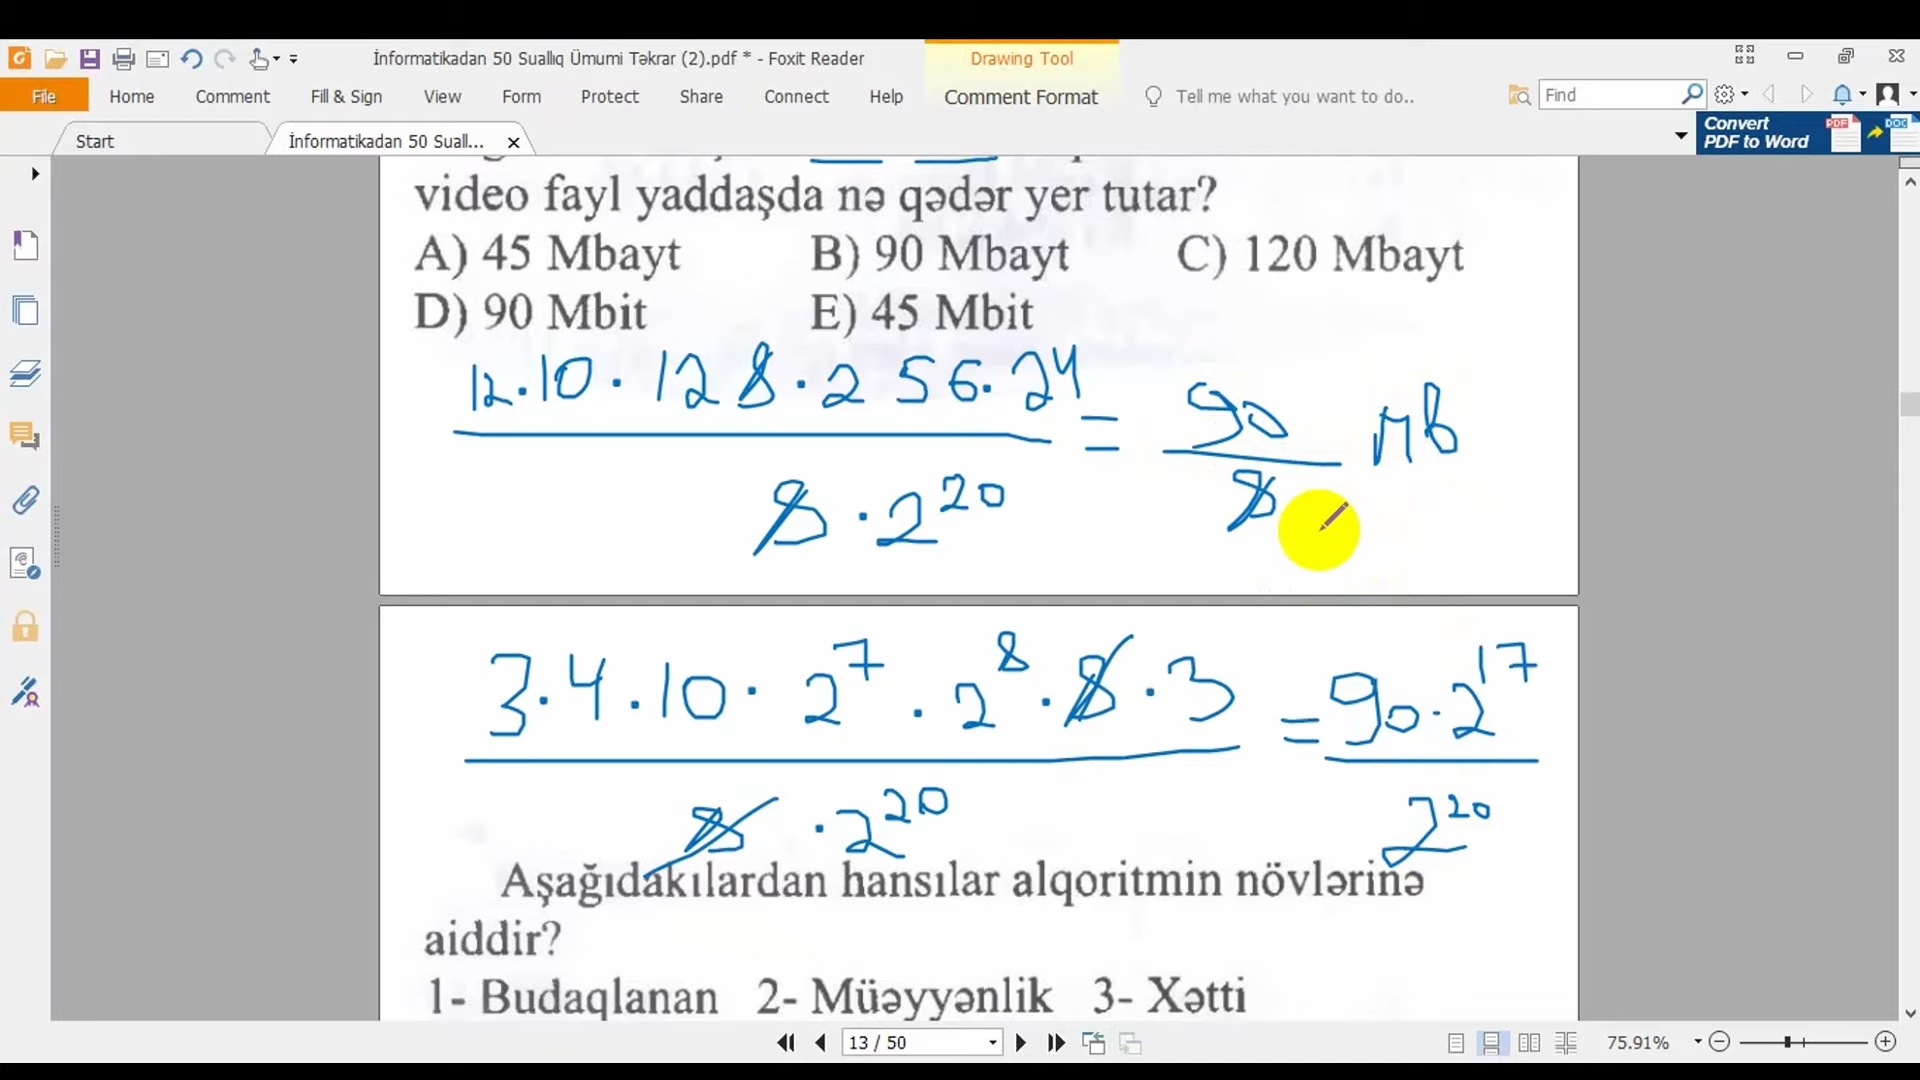 İnformatikadan 50 Suallıq Ümumi Təkrar (2).pdf * - Foxit Reader
Drawing Tool
File Home Comment Fill & Sign View Form Protect Share Connect Help Comment Format Tell me what you want to do.. Find
Start İnformatikadan 50 Suall... Convert PDF to Word PDF DOC
video fayl yaddaşda nə qədər yer tutar?
A) 45 Mbayt B) 90 Mbayt C) 120 Mbayt
D) 90 Mbit E) 45 Mbit
12·10·128·256·24
= 90 Mb
8·2^20 8
3·4·10·2^7·2^8·8·3 = 90·2^17
8·2^20 2^20
Aşağıdakılardan hansılar alqoritmin növlərinə
aiddir?
1- Budaqlanan 2- Müəyyənlik 3- Xətti
13 / 50 75.91%